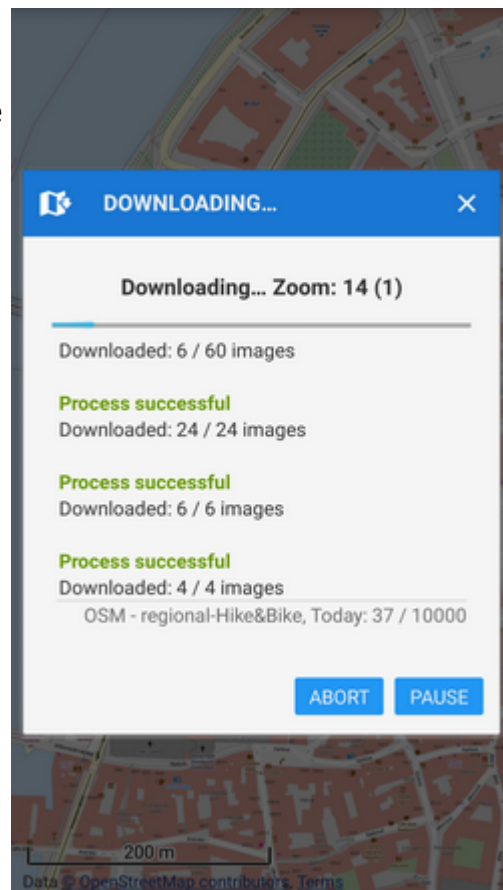 e
DOWNLOADING...
Downloading... Zoom: 14 (1)
Downloaded: 6 / 60 images
Process successful
Downloaded: 24 / 24 images
Process successful
Downloaded: 6 / 6 images
Process successful
Downloaded: 4 / 4 images
OSM - regional-Hike&Bike, Today: 37 / 10000
ABORT PAUSE
200 m
Data © OpenStreetMap contributors, Terms